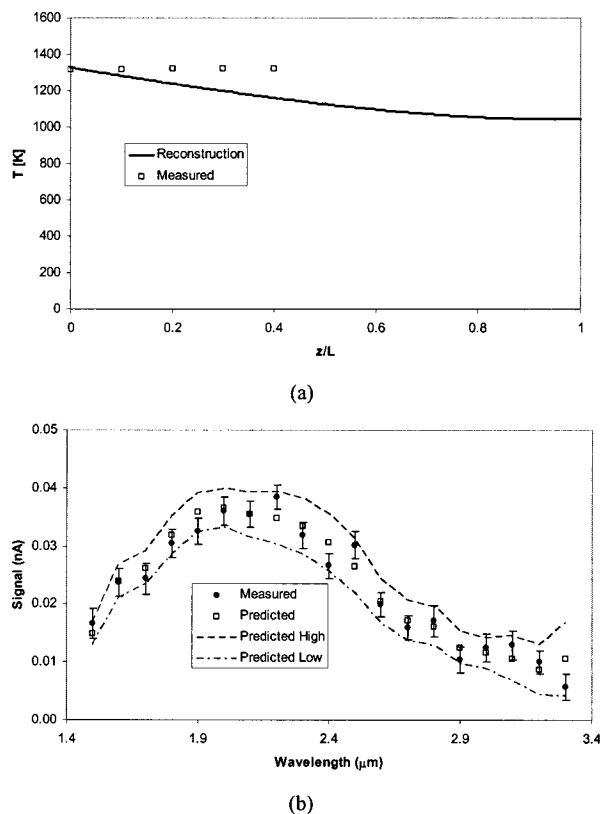 (a)
1600
1400
1200
1000
800
600
400
200
0
T [K]
Reconstruction
Measured
0
0.2
0.4
0.6
0.8
1
z/L
(a)
0.05
0.04
0.03
0.02
0.01
0.00
Signal (nA)
Measured
Predicted
Predicted High
Predicted Low
1.4
1.9
2.4
2.9
3.4
Wavelength (μm)
(b)